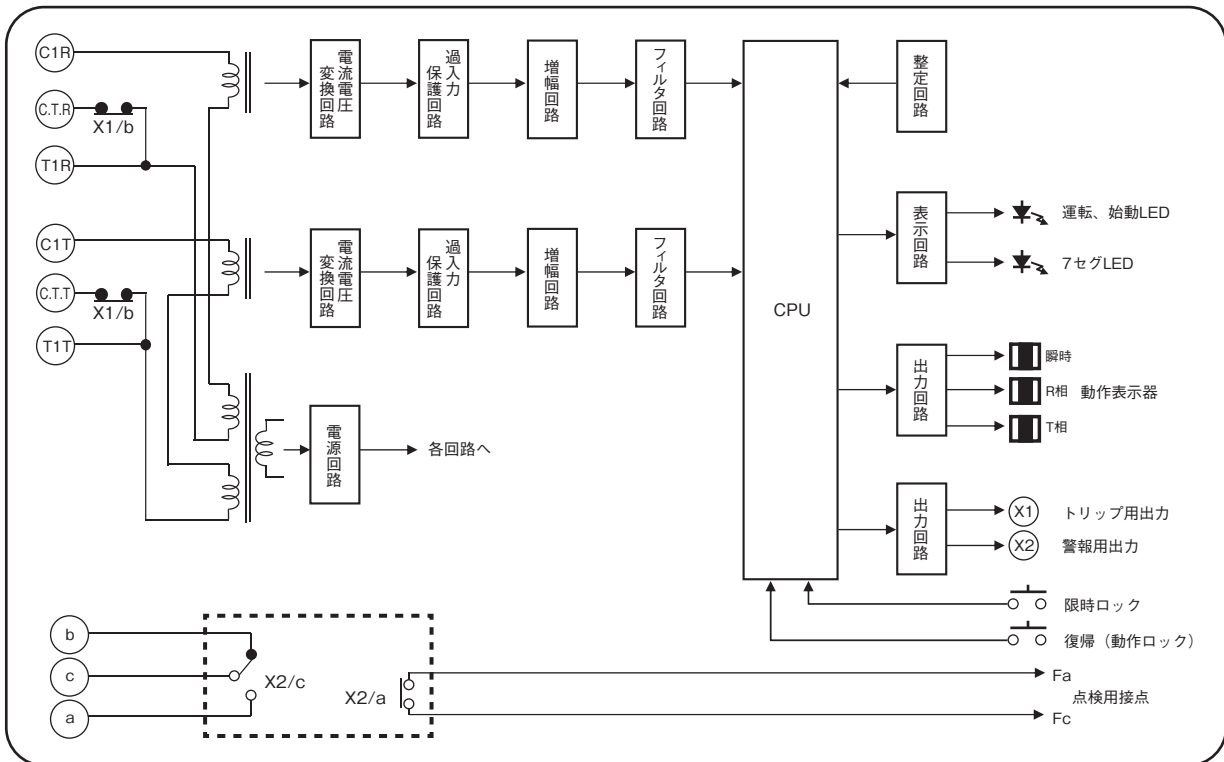 C1R
C.T.R
X1/b
T1R
電流電圧
変換回路
過入力
保護回路
増幅回路
フィルタ回路
整定回路
C1T
C.T.T
X1/b
T1T
電流電圧
変換回路
過入力
保護回路
増幅回路
フィルタ回路
CPU
表示回路
運転、始動LED
7セグLED
出力回路
瞬時
R相 動作表示器
T相
電源回路
各回路へ
出力回路
X1 トリップ用出力
X2 警報用出力
限時ロック
復帰（動作ロック）
b
c
a
X2/c
X2/a
Fa
点検用接点
Fc